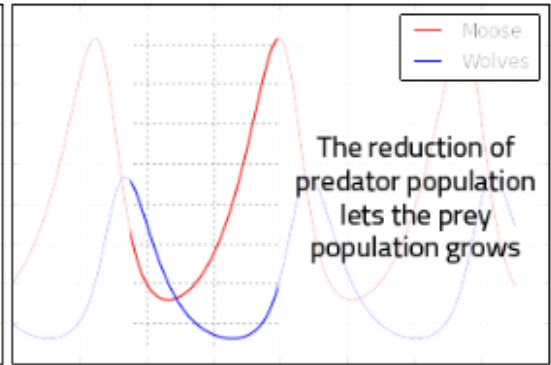 Moose
Wolves
The reduction of
predator population
lets the prey
population grows